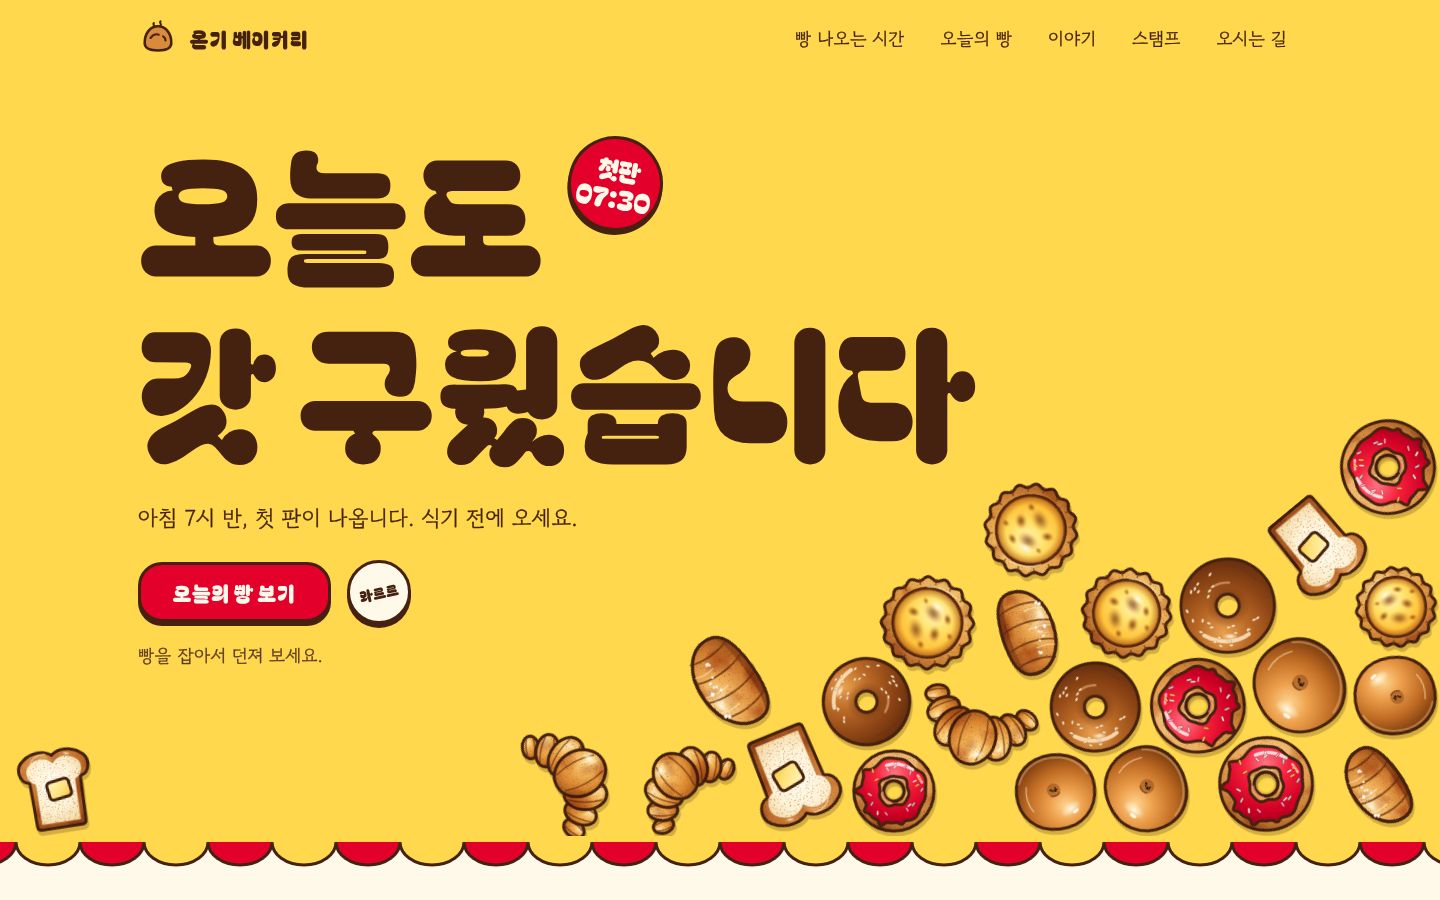 온기 베이커리
빵 나오는 시간 오늘의 빵 이야기 스탬프 오시는 길
오늘도
첫판
07:30
갓 구웠습니다
아침 7시 반, 첫 판이 나옵니다. 식기 전에 오세요.
오늘의 빵 보기
와르르
빵을 잡아서 던져 보세요.